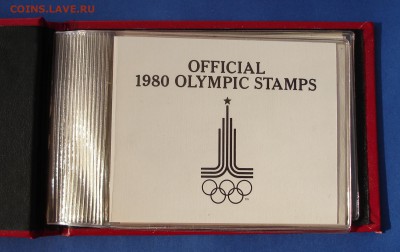 COINS.LAVE.RU
OFFICIAL
1980 OLYMPIC STAMPS